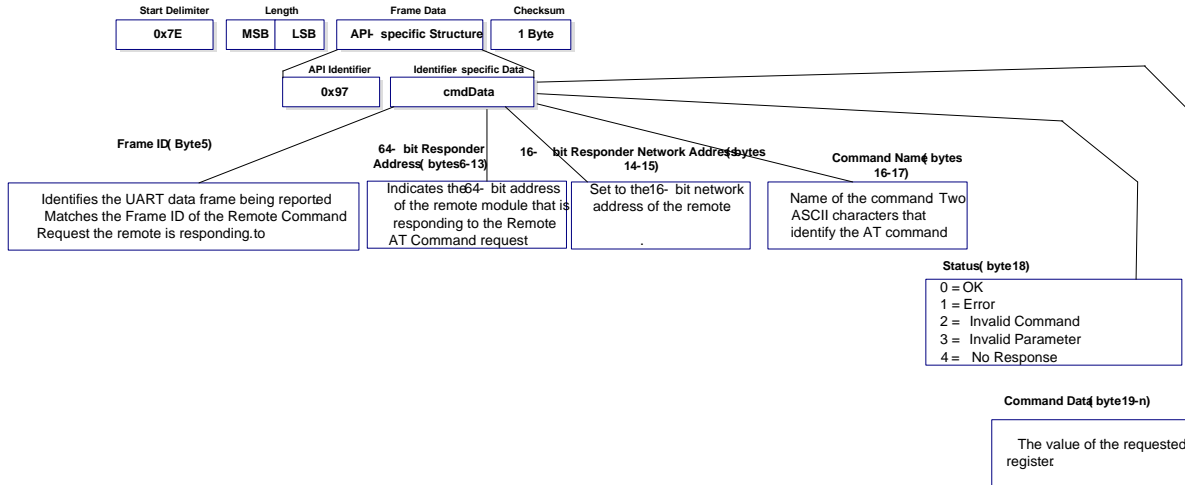 Start Delimiter
Length
Frame Data
Checksum
0x7E
MSB
LSB
API- specific Structure
1 Byte
API Identifier
Identifier- specific Data
0x97
cmdData
Frame ID( Byte5)
64- bit Responder
Address( bytes6-13)
16- bit Responder Network Address( bytes
14-15)
Command Name( bytes
16-17)
Identifies the UART data frame being reported
Matches the Frame ID of the Remote Command
Request the remote is responding.to
Indicates the64- bit address
of the remote module that is
responding to the Remote
AT Command request
Set to the16- bit network
address of the remote
.
Name of the command Two
ASCII characters that
identify the AT command
Status( byte18)
0 = OK
1 = Error
2 = Invalid Command
3 = Invalid Parameter
4 = No Response
Command Data( byte19-n)
The value of the requested
register.